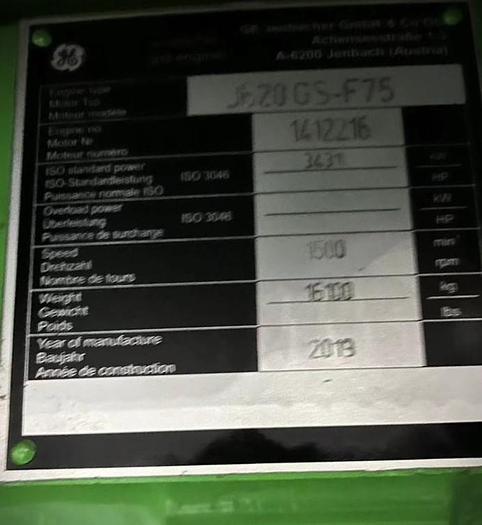 GE Jenbacher GmbH & Co OG
Achenseestraße 1-3
A-6200 Jenbach (Austria)
GE
gas engine
Engine type
Motor Typ J620 GS-F75
Moteur modèle
Engine no
Motor Nr 1412216
Moteur numéro
ISO standard power 3431 kW
ISO-Standardleistung ISO 3046
Puissance normale ISO HP
Overload power kW
Überleistung ISO 3046
Puissance de surcharge HP
Speed min
Drehzahl 1500
Nombre de tours rpm
Weight 16100 kg
Gewicht
Poids lbs
Year of manufacture
Baujahr 2013
Année de construction